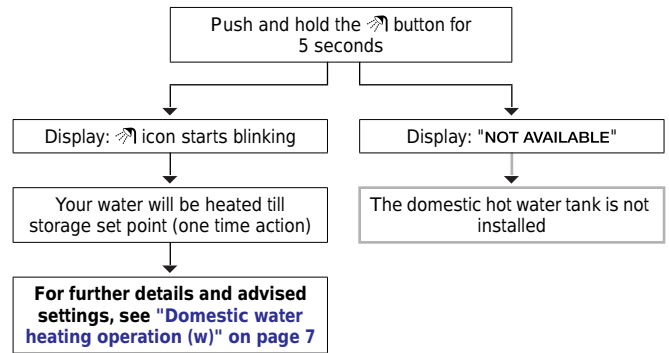 Push and hold the button for
5 seconds
Display: icon starts blinking
Display: "NOT AVAILABLE"
Your water will be heated till
storage set point (one time action)
The domestic hot water tank is not
installed
For further details and advised
settings, see "Domestic water
heating operation (w)" on page 7